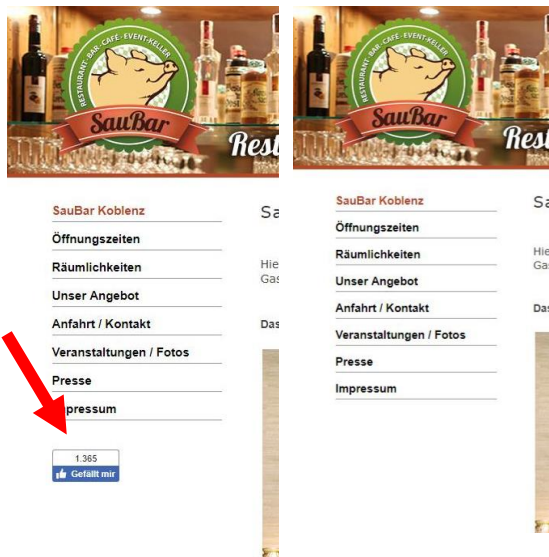 RESTAURANT-BAR-CAFÉ-EVENT-KELLER
SauBar
Rest
SauBar Koblenz
Öffnungszeiten
Räumlichkeiten
Unser Angebot
Anfahrt / Kontakt
Veranstaltungen / Fotos
Presse
pressum
1.365
Gefällt mir
Sa
Hie
Gas
Das
RESTAURANT-BAR-CAFÉ-EVENT-KELLER
SauBar
Rest
SauBar Koblenz
Öffnungszeiten
Räumlichkeiten
Unser Angebot
Anfahrt / Kontakt
Veranstaltungen / Fotos
Presse
Impressum
Sa
Hie
Gas
Das